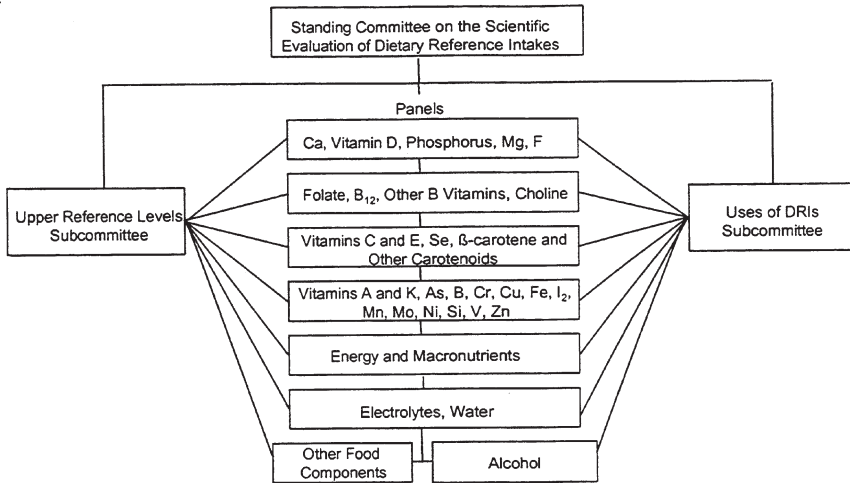 Standing Committee on the Scientific
Evaluation of Dietary Reference Intakes
Panels
Ca, Vitamin D, Phosphorus, Mg, F
Folate, B₁₂, Other B Vitamins, Choline
Upper Reference Levels
Subcommittee
Uses of DRIs
Subcommittee
Vitamins C and E, Se, ß-carotene and
Other Carotenoids
Vitamins A and K, As, B, Cr, Cu, Fe, I₂,
Mn, Mo, Ni, Si, V, Zn
Energy and Macronutrients
Electrolytes, Water
Other Food
Components
Alcohol